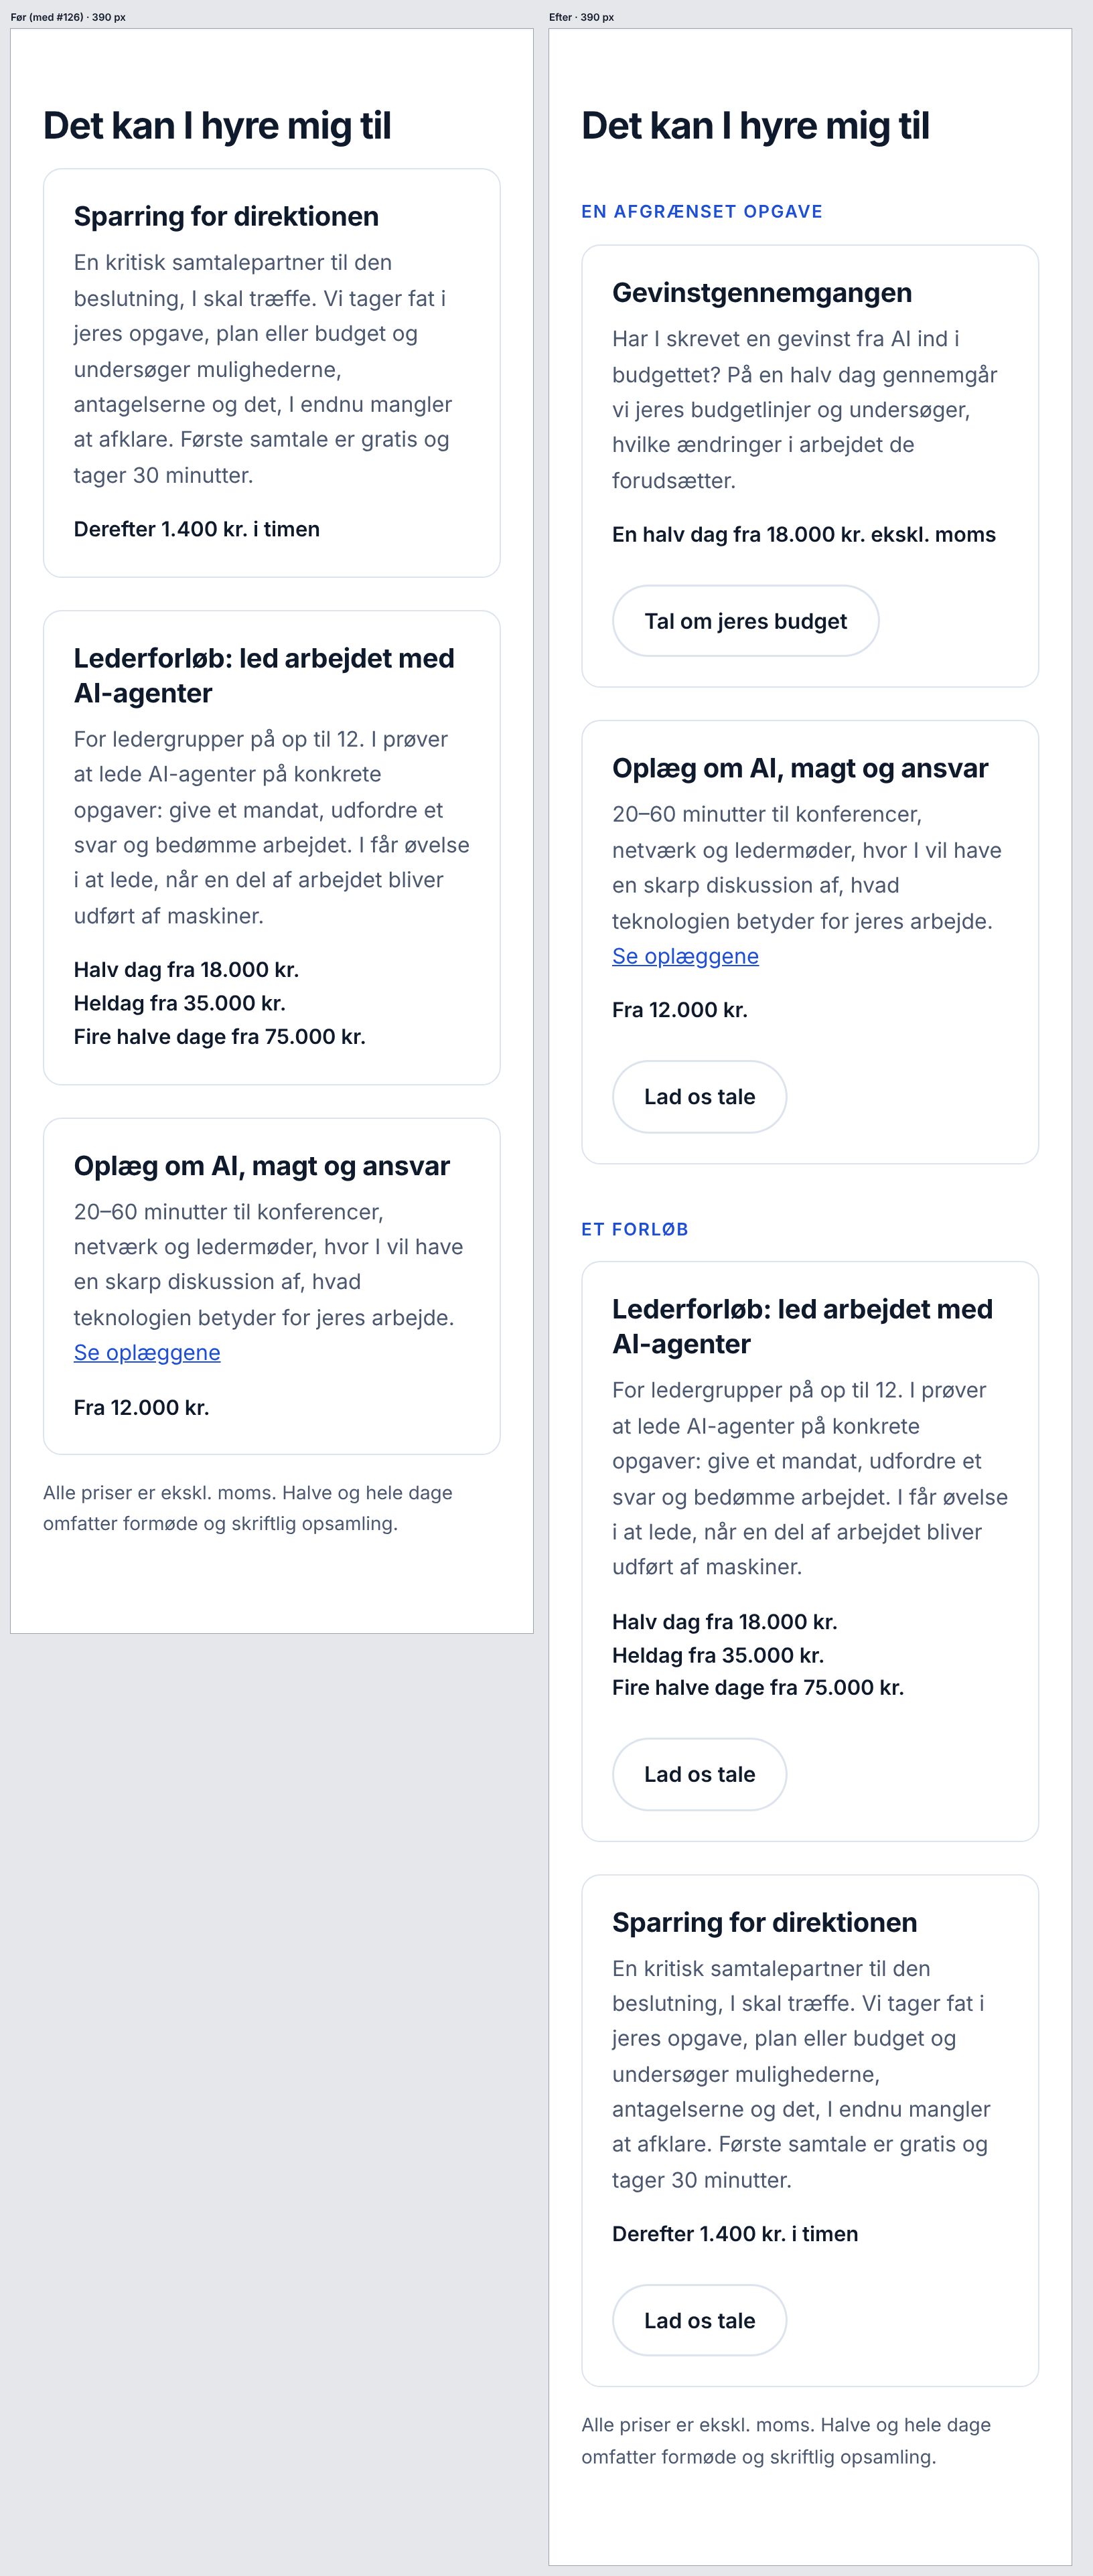 Før (med #126) · 390 px
Det kan I hyre mig til
Sparring for direktionen
En kritisk samtalepartner til den
beslutning, I skal træffe. Vi tager fat i
jeres opgave, plan eller budget og
undersøger mulighederne,
antagelserne og det, I endnu mangler
at afklare. Første samtale er gratis og
tager 30 minutter.
Derefter 1.400 kr. i timen
Lederforløb: led arbejdet med
AI-agenter
For ledergrupper på op til 12. I prøver
at lede AI-agenter på konkrete
opgaver: give et mandat, udfordre et
svar og bedømme arbejdet. I får øvelse
i at lede, når en del af arbejdet bliver
udført af maskiner.
Halv dag fra 18.000 kr.
Heldag fra 35.000 kr.
Fire halve dage fra 75.000 kr.
Oplæg om AI, magt og ansvar
20–60 minutter til konferencer,
netværk og ledermøder, hvor I vil have
en skarp diskussion af, hvad
teknologien betyder for jeres arbejde.
Se oplæggene
Fra 12.000 kr.
Alle priser er ekskl. moms. Halve og hele dage
omfatter formøde og skriftlig opsamling.
Efter · 390 px
Det kan I hyre mig til
EN AFGRÆNSET OPGAVE
Gevinstgennemgangen
Har I skrevet en gevinst fra AI ind i
budgettet? På en halv dag gennemgår
vi jeres budgetlinjer og undersøger,
hvilke ændringer i arbejdet de
forudsætter.
En halv dag fra 18.000 kr. ekskl. moms
Tal om jeres budget
Oplæg om AI, magt og ansvar
20–60 minutter til konferencer,
netværk og ledermøder, hvor I vil have
en skarp diskussion af, hvad
teknologien betyder for jeres arbejde.
Se oplæggene
Fra 12.000 kr.
Lad os tale
ET FORLØB
Lederforløb: led arbejdet med
AI-agenter
For ledergrupper på op til 12. I prøver
at lede AI-agenter på konkrete
opgaver: give et mandat, udfordre et
svar og bedømme arbejdet. I får øvelse
i at lede, når en del af arbejdet bliver
udført af maskiner.
Halv dag fra 18.000 kr.
Heldag fra 35.000 kr.
Fire halve dage fra 75.000 kr.
Lad os tale
Sparring for direktionen
En kritisk samtalepartner til den
beslutning, I skal træffe. Vi tager fat i
jeres opgave, plan eller budget og
undersøger mulighederne,
antagelserne og det, I endnu mangler
at afklare. Første samtale er gratis og
tager 30 minutter.
Derefter 1.400 kr. i timen
Lad os tale
Alle priser er ekskl. moms. Halve og hele dage
omfatter formøde og skriftlig opsamling.